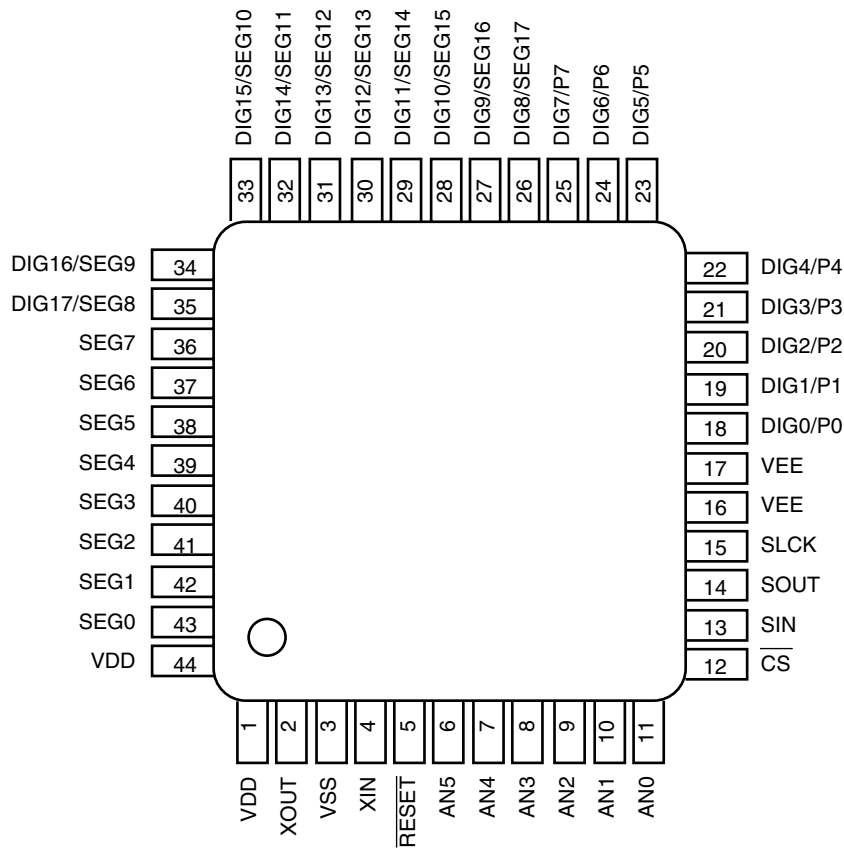 DIG15/SEG10
DIG14/SEG11
DIG13/SEG12
DIG12/SEG13
DIG11/SEG14
DIG10/SEG15
DIG9/SEG16
DIG8/SEG17
DIG7/P7
DIG6/P6
DIG5/P5
33
32
31
30
29
28
27
26
25
24
23
DIG16/SEG9 34
DIG17/SEG8 35
SEG7 36
SEG6 37
SEG5 38
SEG4 39
SEG3 40
SEG2 41
SEG1 42
SEG0 43
VDD 44
22 DIG4/P4
21 DIG3/P3
20 DIG2/P2
19 DIG1/P1
18 DIG0/P0
17 VEE
16 VEE
15 SLCK
14 SOUT
13 SIN
12 C̅S̅
1
2
3
4
5
6
7
8
9
10
11
VDD
XOUT
VSS
XIN
R̅E̅S̅E̅T̅
AN5
AN4
AN3
AN2
AN1
AN0